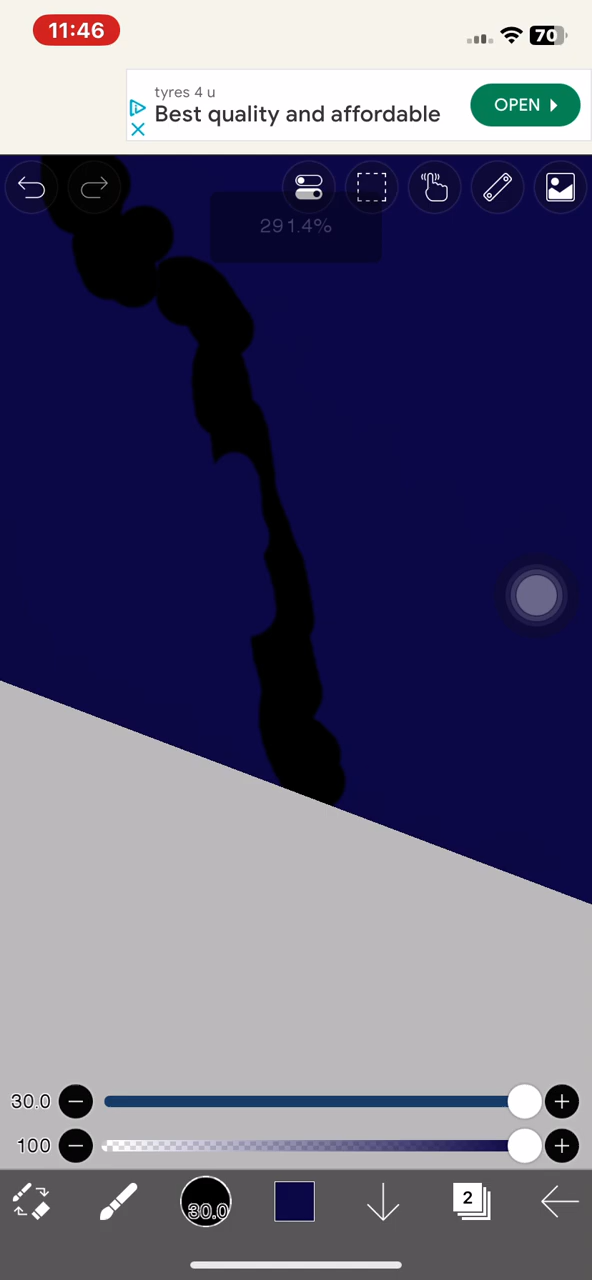 11:46
70
tyres 4 u
Best quality and affordable
OPEN
291.4%
30.0
100
30.0
2